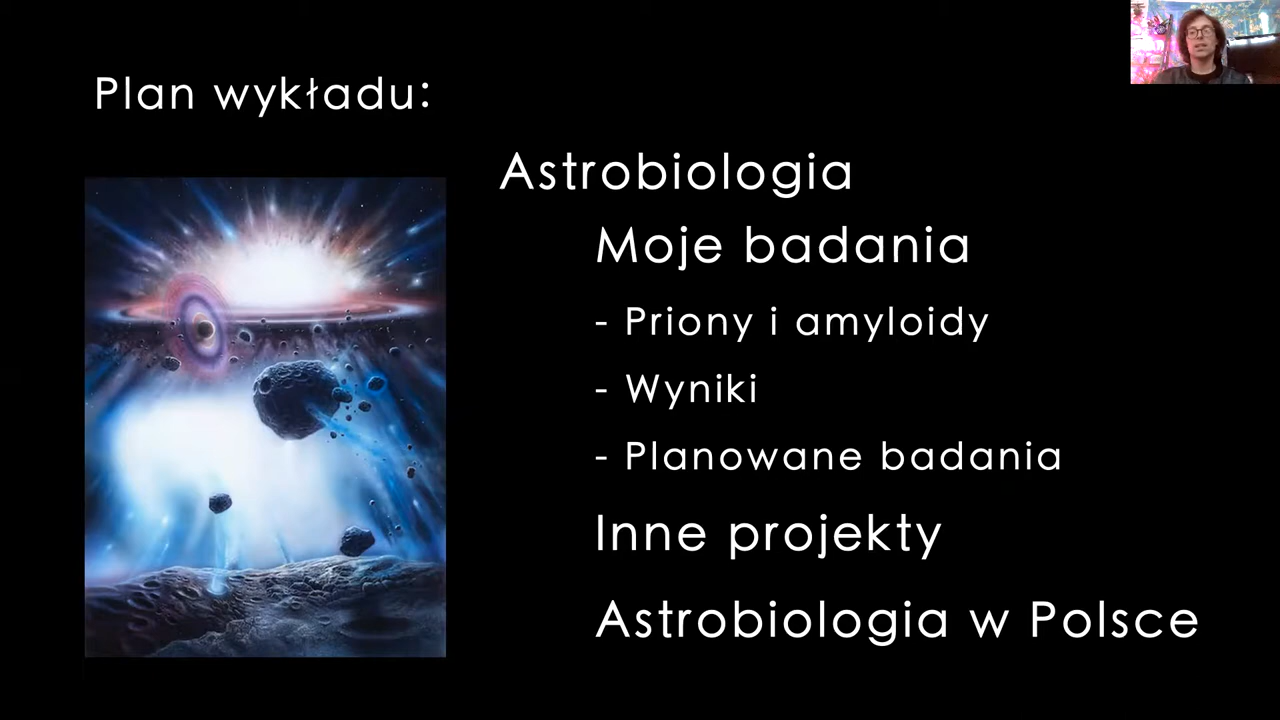 Plan wykładu:
Astrobiologia
Moje badania
- Priony i amyloidy
- Wyniki
- Planowane badania
Inne projekty
Astrobiologia w Polsce